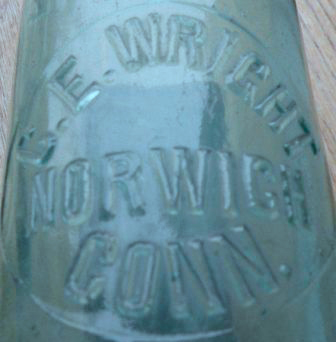 C. E. WRIGHT
NORWICH
CONN.